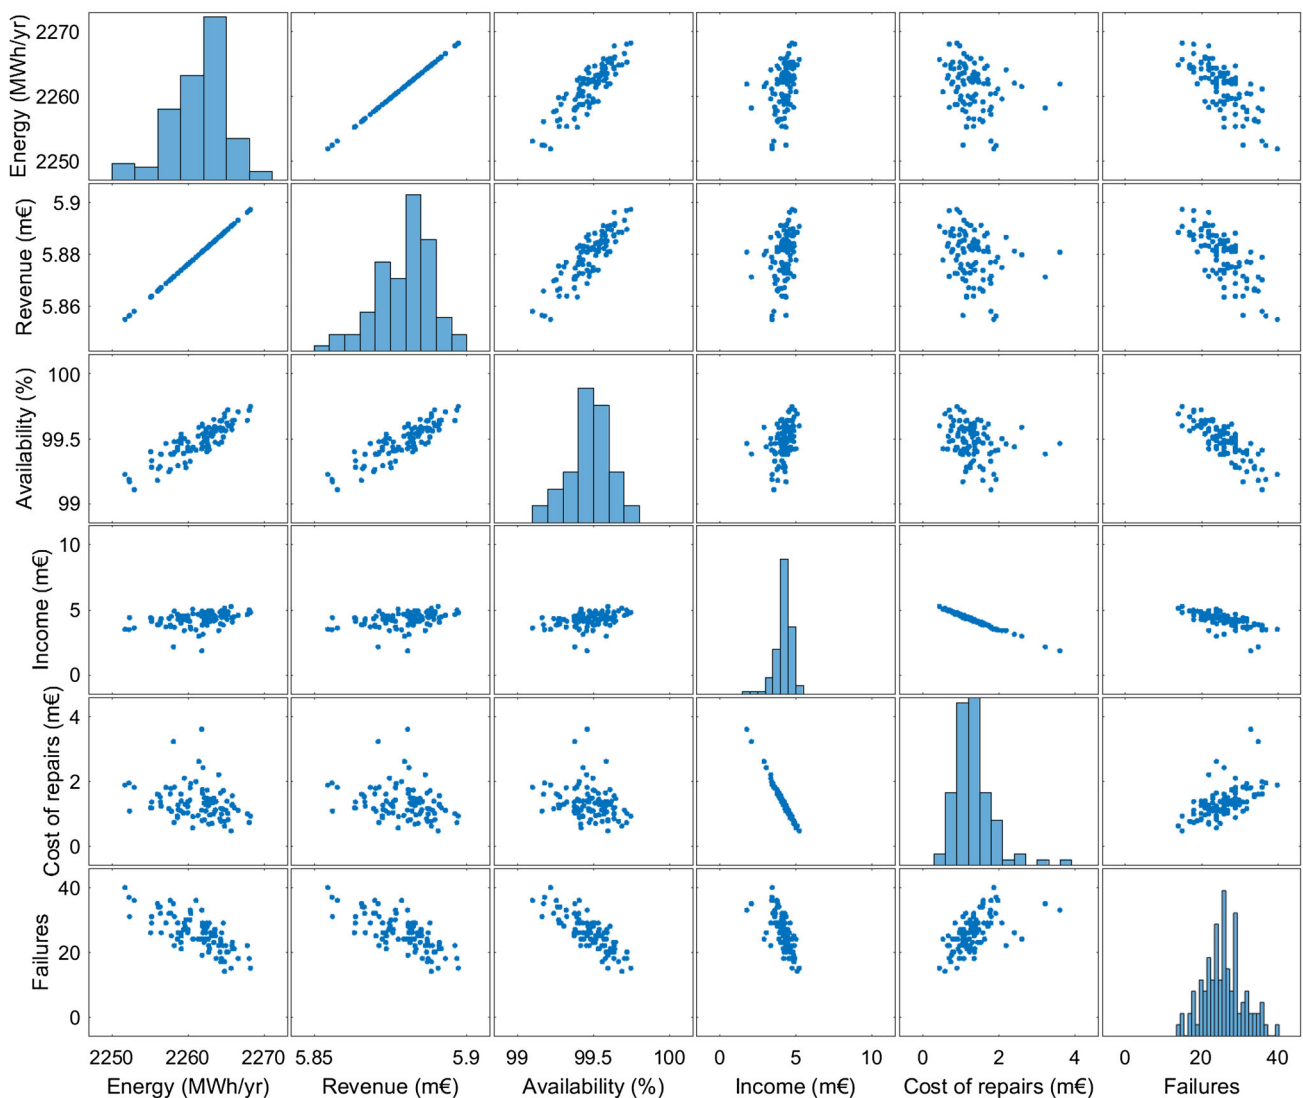 2270
2260
2250
Energy (MWh/yr)
5.9
5.88
5.86
Revenue (m€)
100
99.5
99
Availability (%)
10
5
0
Income (m€)
4
2
0
Cost of repairs (m€)
40
20
0
Failures
2250 2260 2270
5.85 5.9
99 99.5 100
0 5 10
0 2 4
0 20 40
Energy (MWh/yr)
Revenue (m€)
Availability (%)
Income (m€)
Cost of repairs (m€)
Failures